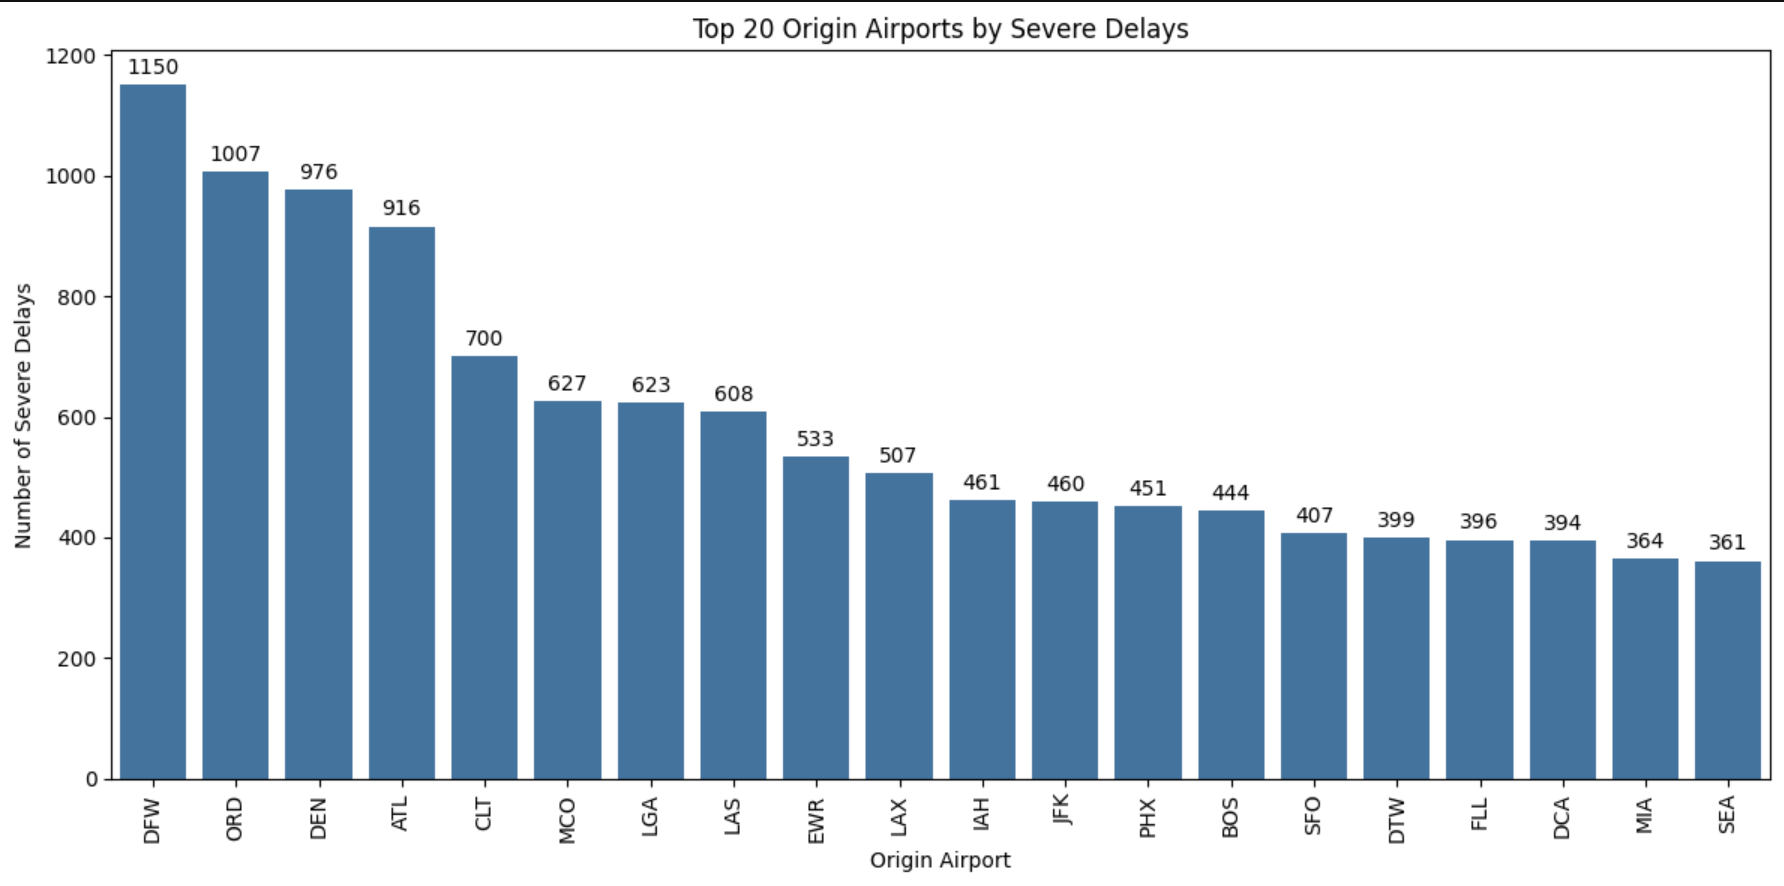 Top 20 Origin Airports by Severe Delays
Number of Severe Delays
1200
1000
800
600
400
200
0
1150
1007
976
916
700
627
623
608
533
507
461
460
451
444
407
399
396
394
364
361
DFW
ORD
DEN
ATL
CLT
MCO
LGA
LAS
EWR
LAX
IAH
JFK
PHX
BOS
SFO
DTW
FLL
DCA
MIA
SEA
Origin Airport